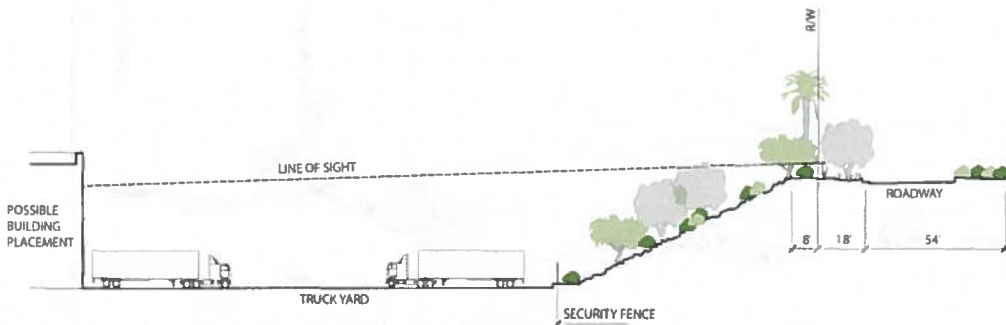 R/W
LINE OF SIGHT
POSSIBLE
BUILDING
PLACEMENT
ROADWAY
8'
18'
54'
TRUCK YARD
SECURITY FENCE